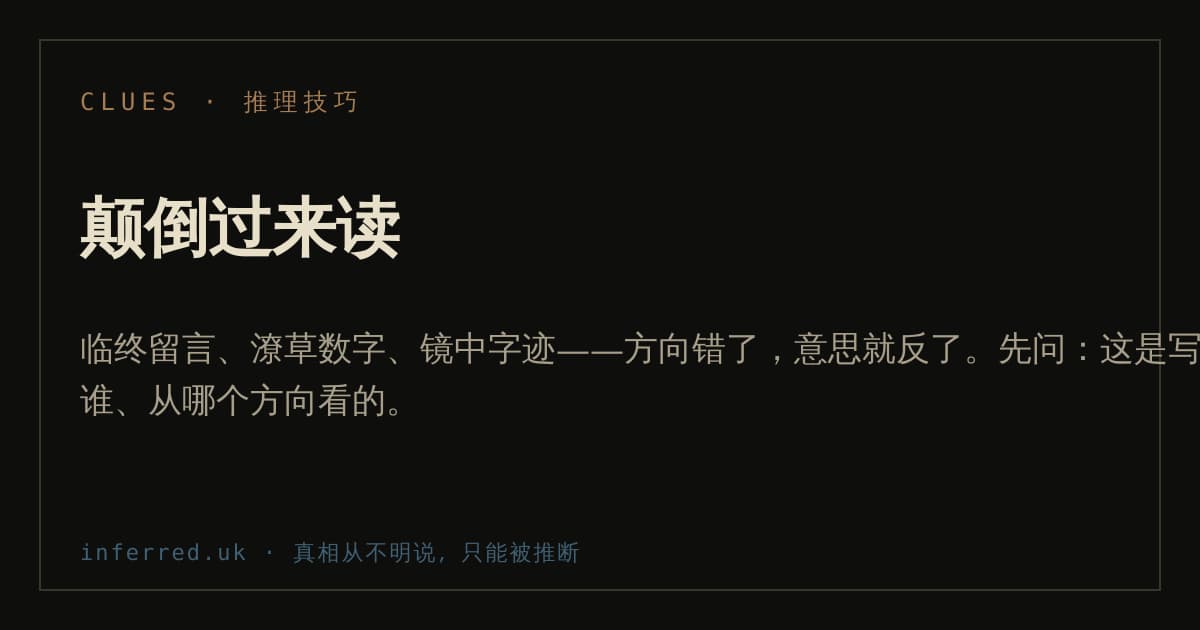 CLUES · 推理技巧
颠倒过来读
临终留言、潦草数字、镜中字迹——方向错了，意思就反了。先问：这是写
谁、从哪个方向看的。
inferred.uk · 真相从不明说, 只能被推断